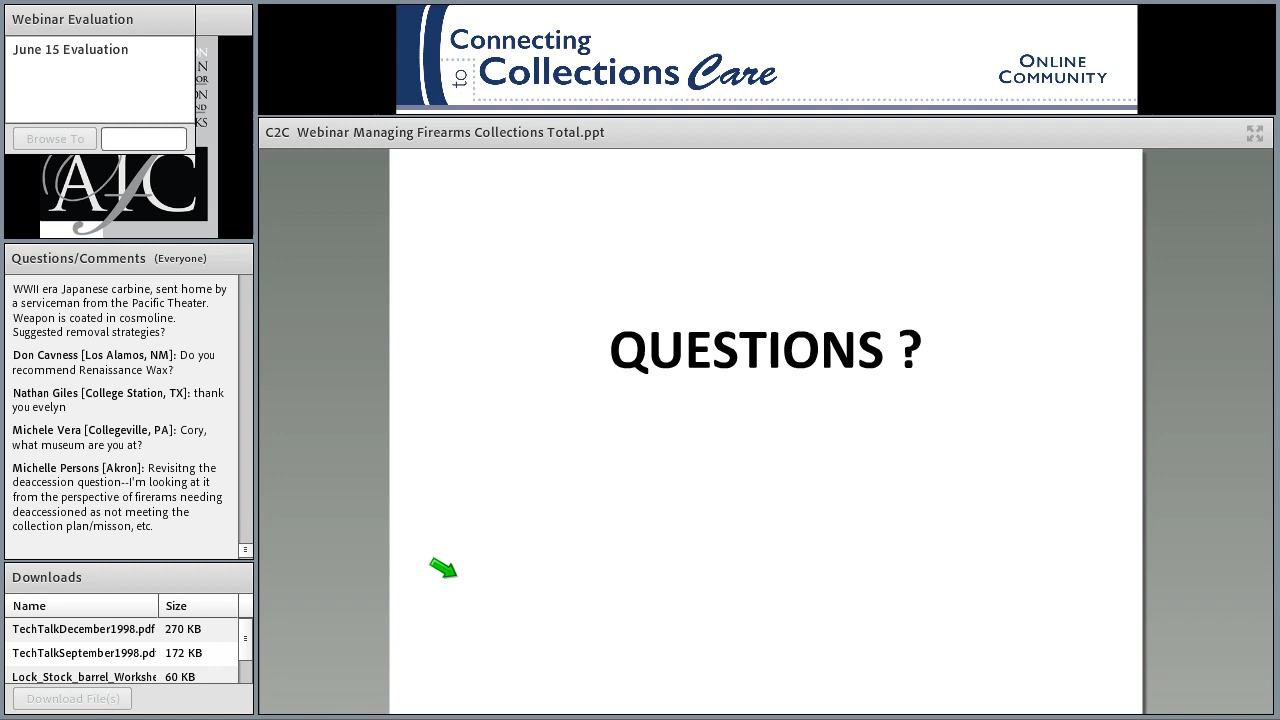 Webinar Evaluation
June 15 Evaluation
Browse To
AIC
Connecting
to Collections Care
ONLINE
COMMUNITY
C2C Webinar Managing Firearms Collections Total.ppt
QUESTIONS ?
Questions/Comments (Everyone)
WWII era Japanese carbine, sent home by
a serviceman from the Pacific Theater.
Weapon is coated in cosmoline.
Suggested removal strategies?
Don Cavness [Los Alamos, NM]: Do you
recommend Renaissance Wax?
Nathan Giles [College Station, TX]: thank
you evelyn
Michele Vera [Collegeville, PA]: Cory,
what museum are you at?
Michelle Persons [Akron]: Revisitng the
deaccession question--I'm looking at it
from the perspective of firerams needing
deaccessioned as not meeting the
collection plan/misson, etc.
Downloads
Name Size
TechTalkDecember1998.pdf 270 KB
TechTalkSeptember1998.pd 172 KB
Lock_Stock_barrel_Workshe 60 KB
Download File(s)